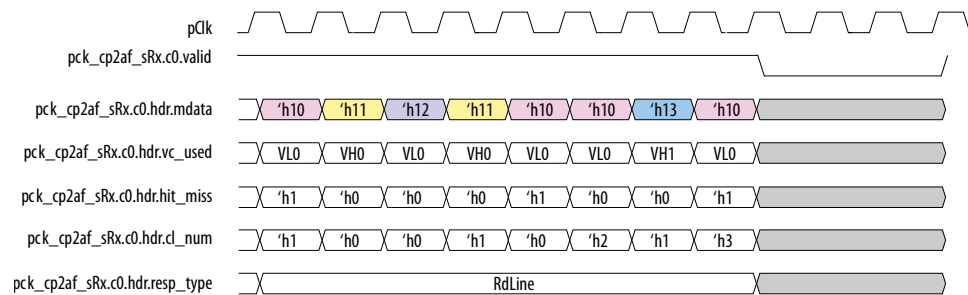 pClk
pck_cp2af_sRx.c0.valid
pck_cp2af_sRx.c0.hdr.mdata ‘h10 ‘h11 ‘h12 ‘h11 ‘h10 ‘h10 ‘h13 ‘h10
pck_cp2af_sRx.c0.hdr.vc_used VL0 VH0 VL0 VH0 VL0 VL0 VH1 VL0
pck_cp2af_sRx.c0.hdr.hit_miss ‘h1 ‘h0 ‘h0 ‘h0 ‘h1 ‘h0 ‘h0 ‘h1
pck_cp2af_sRx.c0.hdr.cl_num ‘h1 ‘h0 ‘h0 ‘h1 ‘h0 ‘h2 ‘h1 ‘h3
pck_cp2af_sRx.c0.hdr.resp_type RdLine